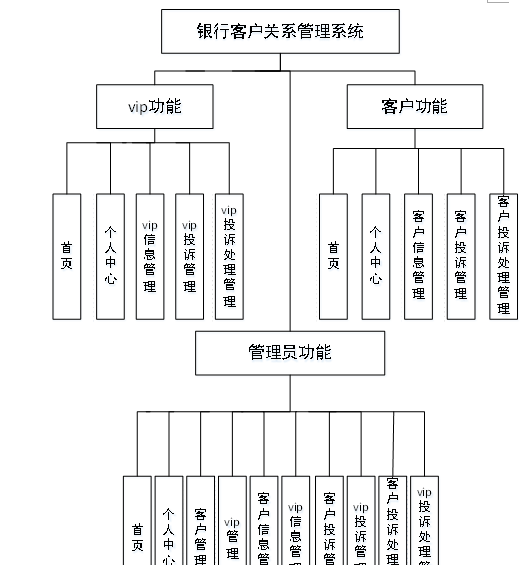 银行客户关系管理系统
vip功能
客户功能
首页
个人中心
vip信息管理
vip投诉管理
vip投诉处理管理
首页
个人中心
客户信息管理
客户投诉管理
客户投诉处理管理
管理员功能
首页
个人中心
客户管理
vip管理
客户信息管
vip信息管理
客户投诉管
vip投诉管理
客户投诉处理
vip投诉处理管